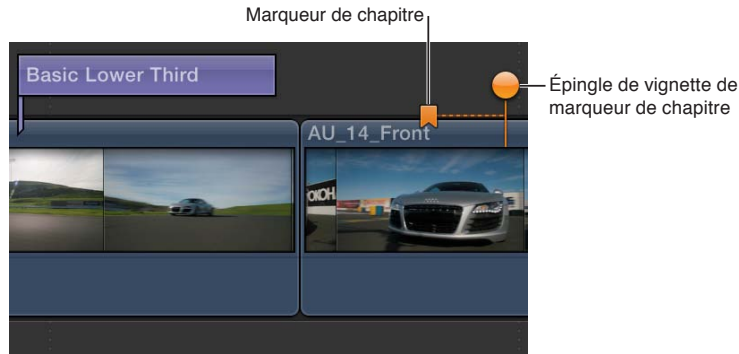 Marqueur de chapitre
Basic Lower Third
Épingle de vignette de
marqueur de chapitre
AU_14_Front